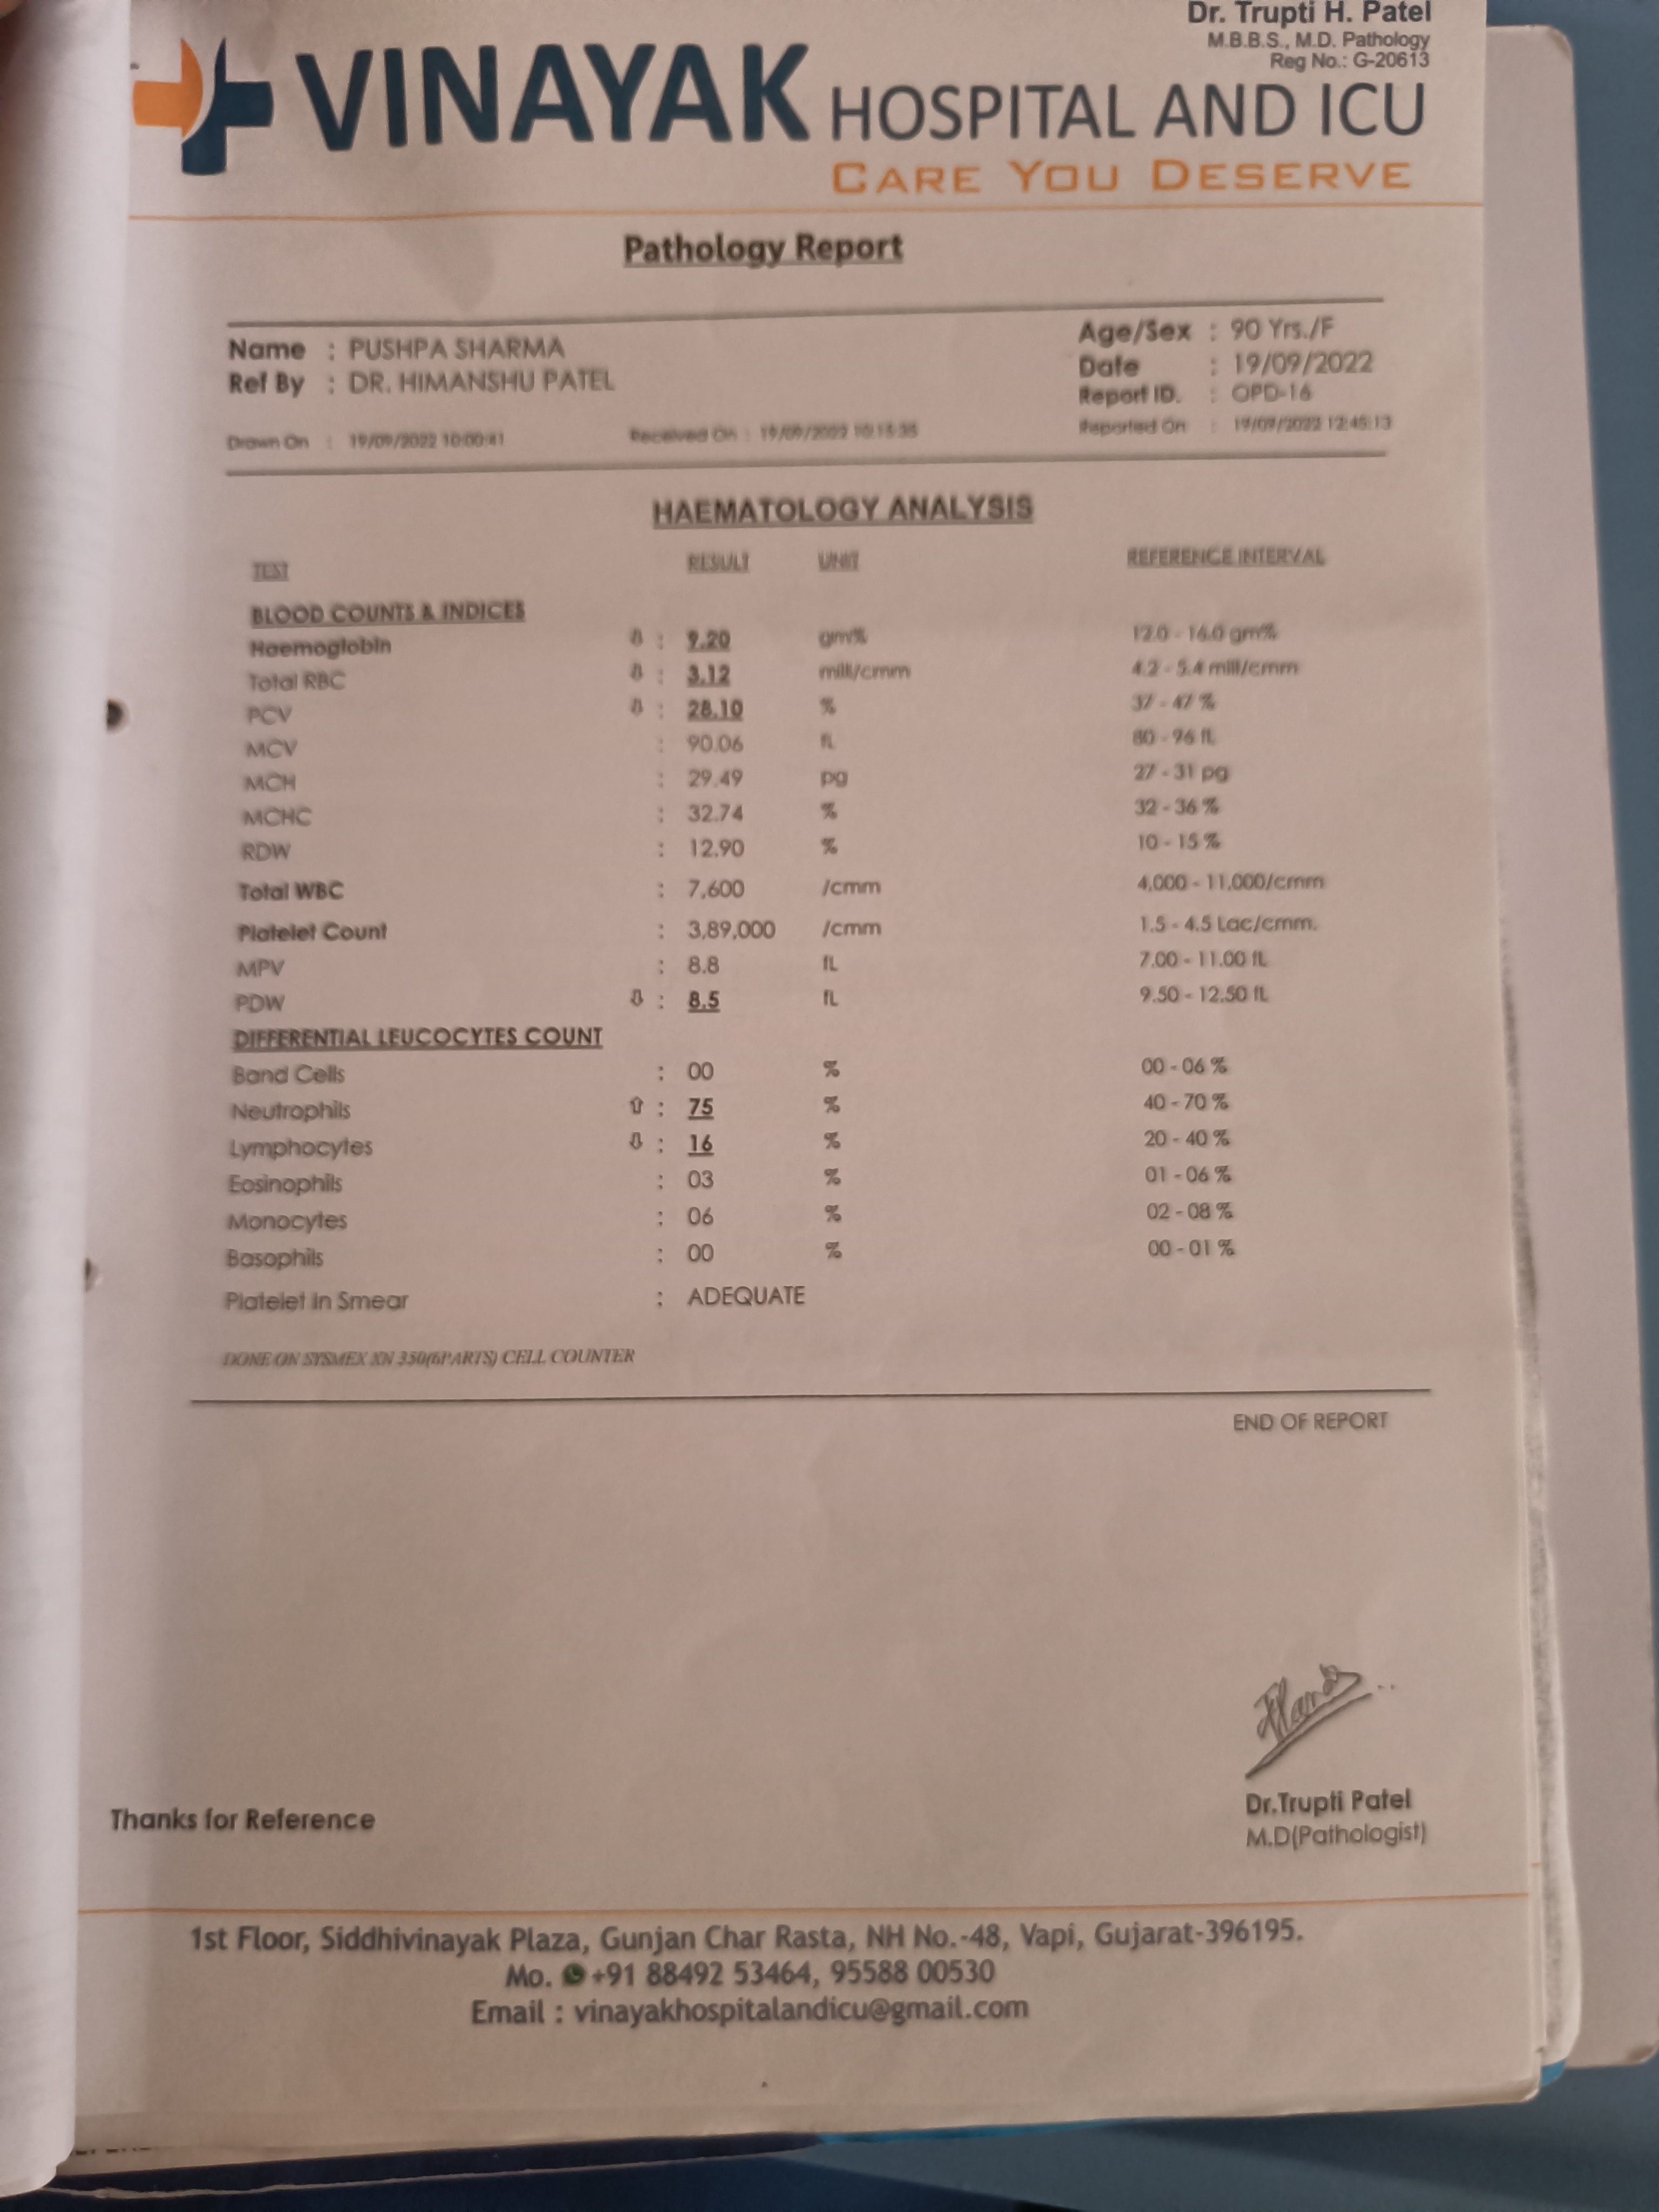 Dr. Trupti H. Patel
M.B.B.S., M.D. Pathology
Reg No.: G-20613
VINAYAK HOSPITAL AND ICU
CARE YOU DESERVE
Pathology Report
Name : PUSHPA SHARMA
Age/Sex : 90 Yrs./F
Ref By : DR. HIMANSHU PATEL
Date : 19/09/2022
Report ID. : OPD-16
Drawn On : 19/09/2022 10:00:41 Received On : 19/09/2022 10:15:35 Reported On : 19/09/2022 12:45:13
HAEMATOLOGY ANALYSIS
TEST RESULT UNIT REFERENCE INTERVAL
BLOOD COUNTS & INDICES
Haemoglobin ⇩ : 9.20 gm% 12.0 - 16.0 gm%
Total RBC ⇩ : 3.12 mill/cmm 4.2 - 5.4 mill/cmm
PCV ⇩ : 28.10 % 37 - 47 %
MCV : 90.06 fL 80 - 96 fL
MCH : 29.49 pg 27 - 31 pg
MCHC : 32.74 % 32 - 36 %
RDW : 12.90 % 10 - 15 %
Total WBC : 7,600 /cmm 4,000 - 11,000/cmm
Platelet Count : 3,89,000 /cmm 1.5 - 4.5 Lac/cmm.
MPV : 8.8 fL 7.00 - 11.00 fL
PDW ⇩ : 8.5 fL 9.50 - 12.50 fL
DIFFERENTIAL LEUCOCYTES COUNT
Band Cells : 00 % 00 - 06 %
Neutrophils ⇧ : 75 % 40 - 70 %
Lymphocytes ⇩ : 16 % 20 - 40 %
Eosinophils : 03 % 01 - 06 %
Monocytes : 06 % 02 - 08 %
Basophils : 00 % 00 - 01 %
Platelet In Smear : ADEQUATE
DONE ON SYSMEX XN 350(6PARTS) CELL COUNTER
END OF REPORT
Dr.Trupti Patel
Thanks for Reference
M.D(Pathologist)
1st Floor, Siddhivinayak Plaza, Gunjan Char Rasta, NH No.-48, Vapi, Gujarat-396195.
Mo. +91 88492 53464, 95588 00530
Email : vinayakhospitalandicu@gmail.com